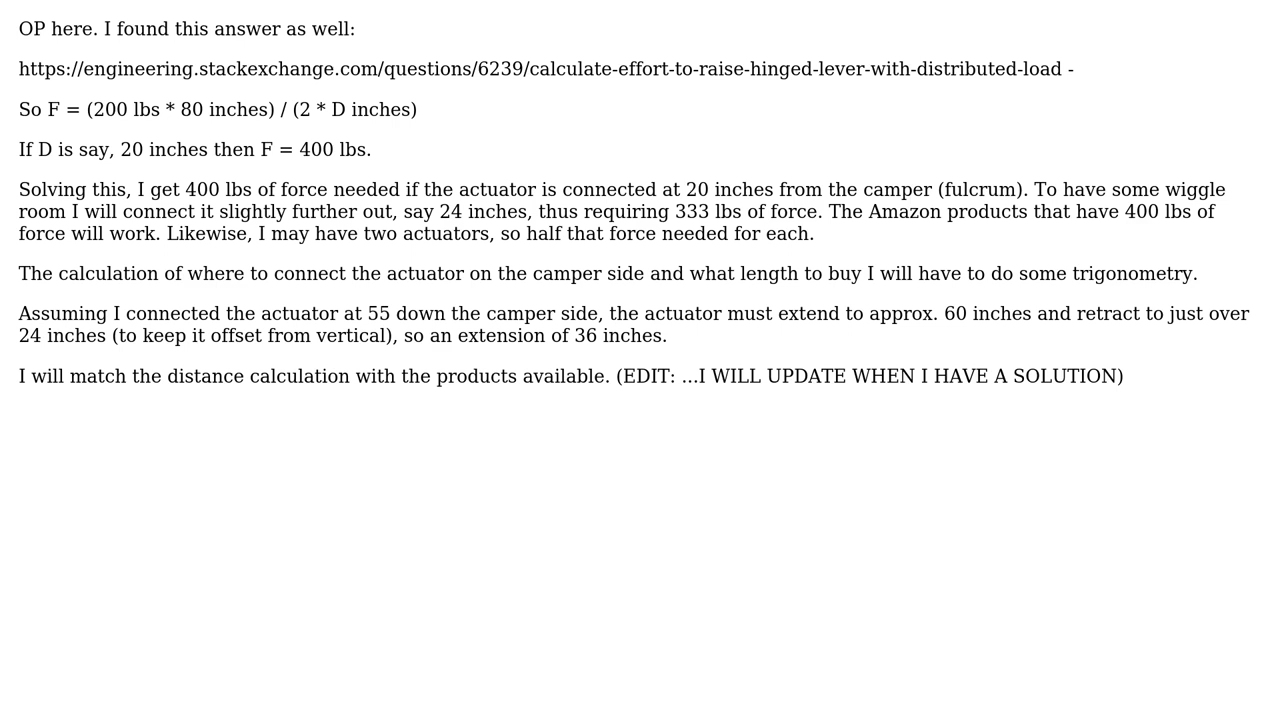 OP here. I found this answer as well:
https://engineering.stackexchange.com/questions/6239/calculate-effort-to-raise-hinged-lever-with-distributed-load -
So F = (200 lbs * 80 inches) / (2 * D inches)
If D is say, 20 inches then F = 400 lbs.
Solving this, I get 400 lbs of force needed if the actuator is connected at 20 inches from the camper (fulcrum). To have some wiggle
room I will connect it slightly further out, say 24 inches, thus requiring 333 lbs of force. The Amazon products that have 400 lbs of
force will work. Likewise, I may have two actuators, so half that force needed for each.
The calculation of where to connect the actuator on the camper side and what length to buy I will have to do some trigonometry.
Assuming I connected the actuator at 55 down the camper side, the actuator must extend to approx. 60 inches and retract to just over
24 inches (to keep it offset from vertical), so an extension of 36 inches.
I will match the distance calculation with the products available. (EDIT: ...I WILL UPDATE WHEN I HAVE A SOLUTION)